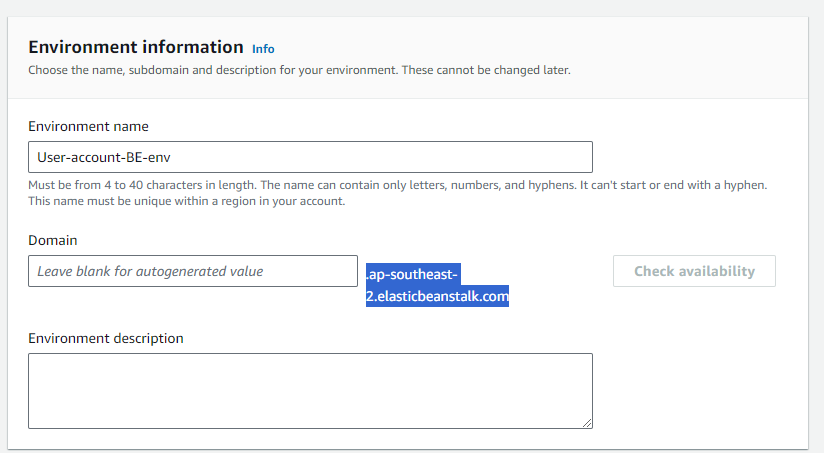 Environment information Info
Choose the name, subdomain and description for your environment. These cannot be changed later.
Environment name
User-account-BE-env
Must be from 4 to 40 characters in length. The name can contain only letters, numbers, and hyphens. It can't start or end with a hyphen.
This name must be unique within a region in your account.
Domain
Leave blank for autogenerated value
.ap-southeast-
2.elasticbeanstalk.com
Check availability
Environment description